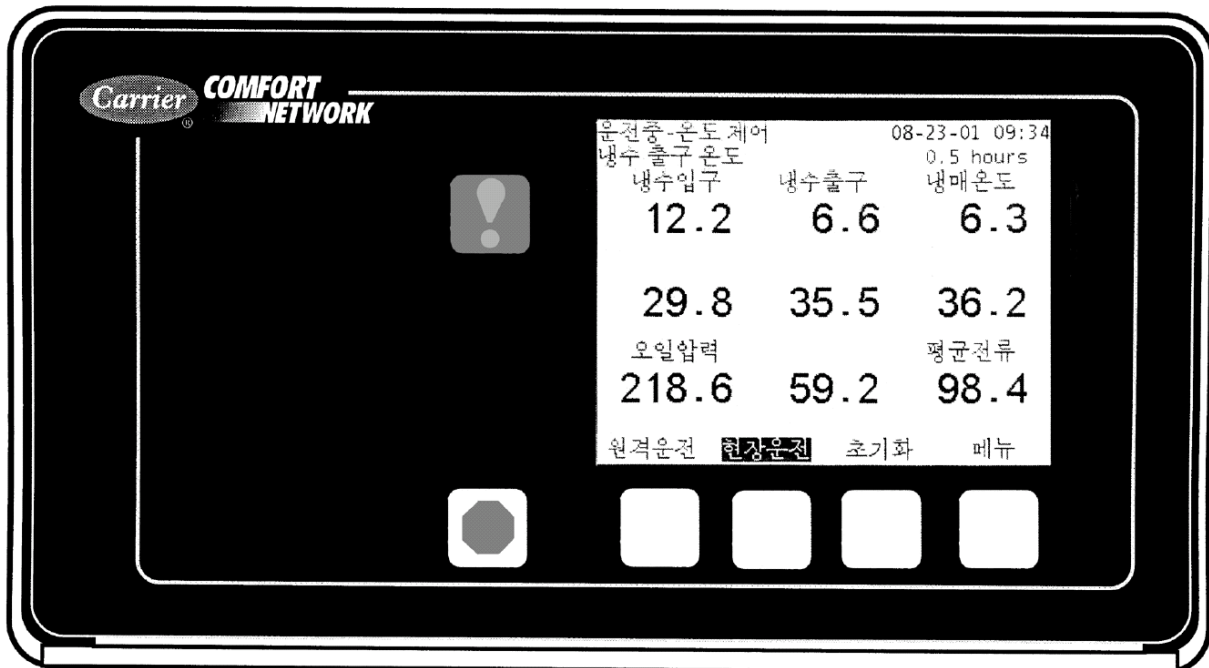 Carrier
®
COMFORT
NETWORK
운전중-온도 제어 08-23-01 09:34
냉수 출구 온도 0.5 hours
냉수입구 냉수출구 냉매온도
12.2 6.6 6.3
29.8 35.5 36.2
오일압력 평균전류
218.6 59.2 98.4
원격운전 현장운전 초기화 메뉴